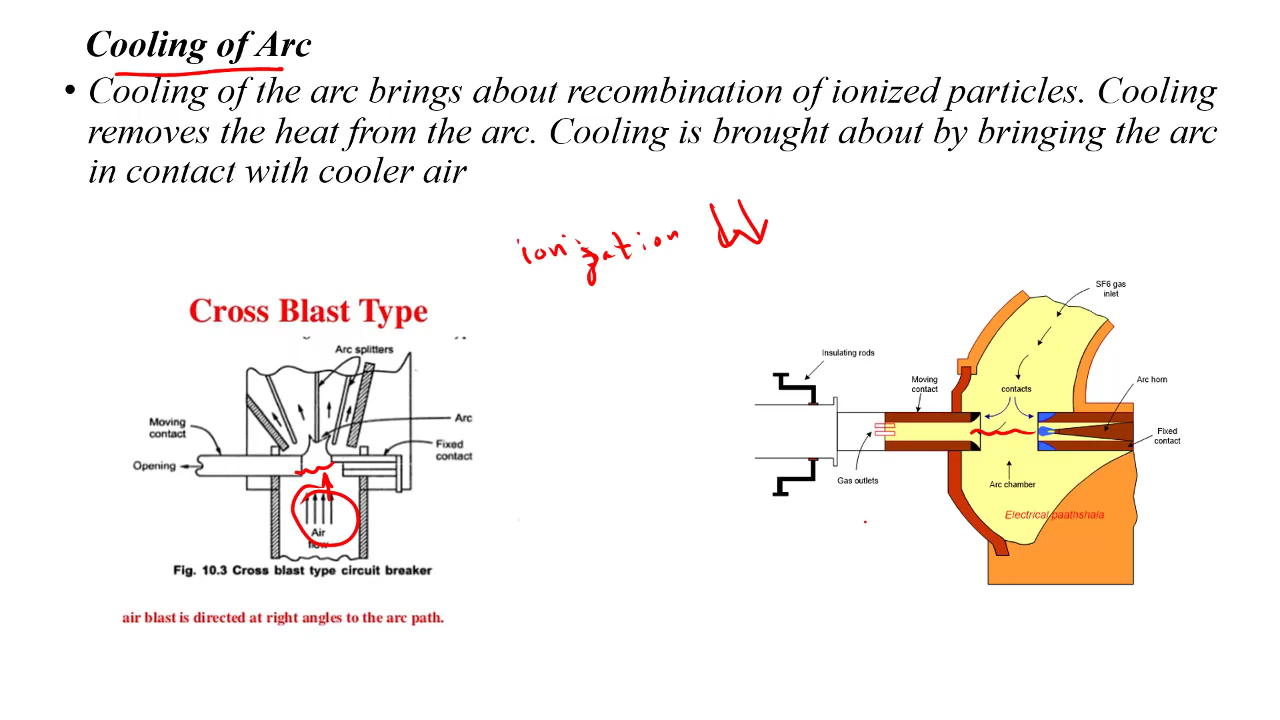 Cooling of Arc
• Cooling of the arc brings about recombination of ionized particles. Cooling
removes the heat from the arc. Cooling is brought about by bringing the arc
in contact with cooler air
ionization
Cross Blast Type
Arc splitters
Moving
contact
Arc
Fixed
contact
Opening
Air
flow
Fig. 10.3 Cross blast type circuit breaker
air blast is directed at right angles to the arc path.
SF6 gas
inlet
Insulating rods
Moving
contact
contacts
Arc horn
Fixed
contact
Gas outlets
Arc chamber
Electrical paathshala